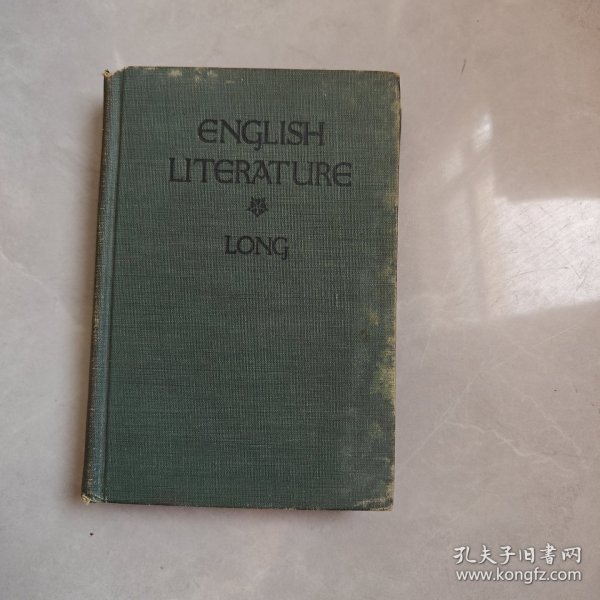 ENGLISH
LITERATURE
LONG
孔夫子旧书网
www.kongfz.com